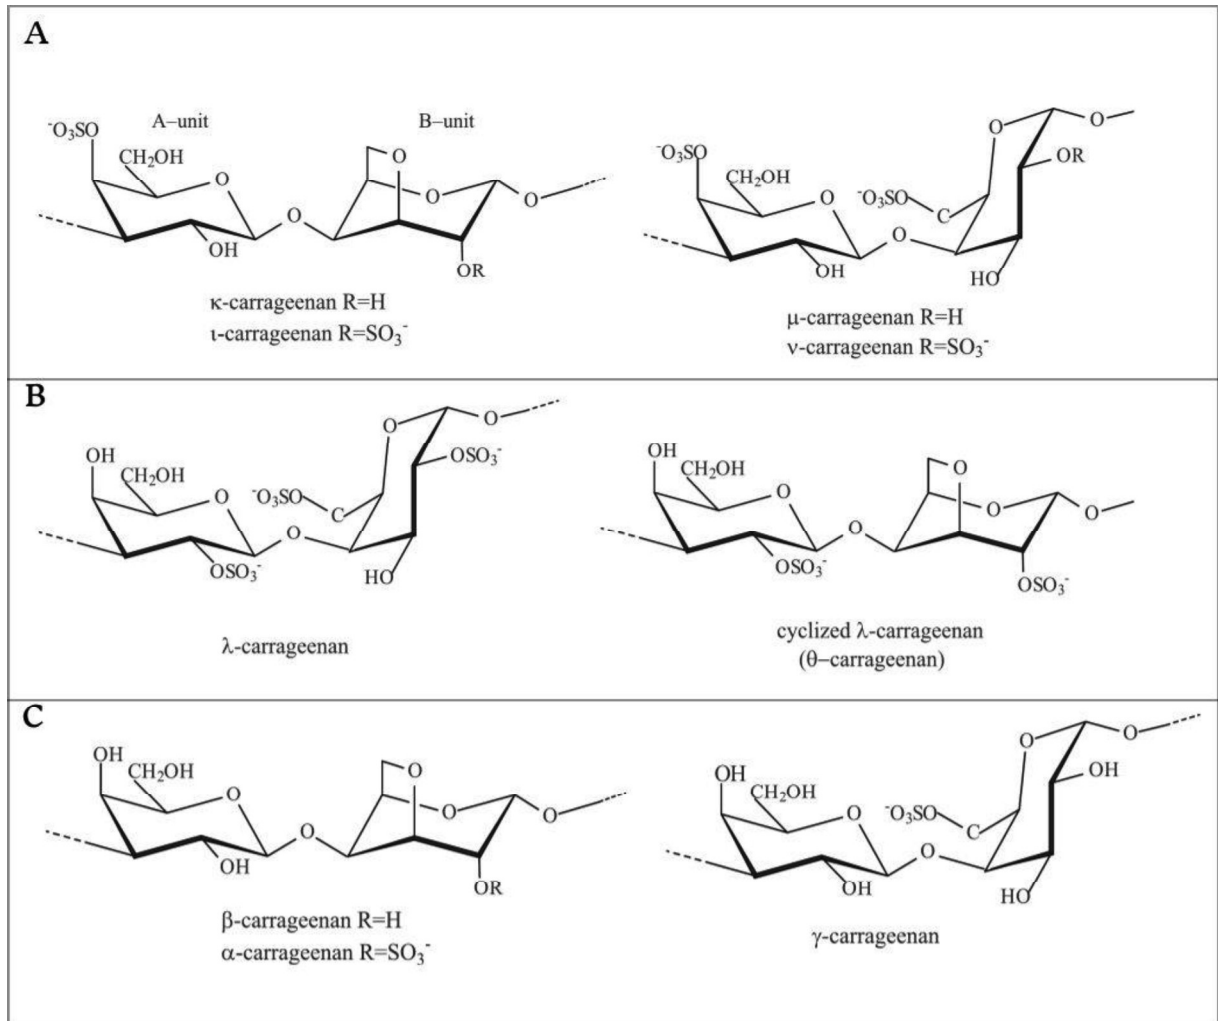 A
A–unit
B–unit
⁻O₃SO
CH₂OH
O
O
O
O
O
OH
OR
κ-carrageenan R=H
ι-carrageenan R=SO₃⁻
O
O
OR
⁻O₃SO
CH₂OH
⁻O₃SO
O
C
O
OH
HO
μ-carrageenan R=H
ν-carrageenan R=SO₃⁻
B
O
O
OH
OSO₃⁻
CH₂OH
⁻O₃SO
O
C
O
OSO₃⁻
HO
λ-carrageenan
OH
CH₂OH
O
O
O
O
O
OSO₃⁻
OSO₃⁻
cyclized λ-carrageenan
(θ–carrageenan)
C
OH
CH₂OH
O
O
O
O
O
OH
OR
β-carrageenan R=H
α-carrageenan R=SO₃⁻
O
O
OH
OH
CH₂OH
⁻O₃SO
O
C
O
OH
HO
γ-carrageenan